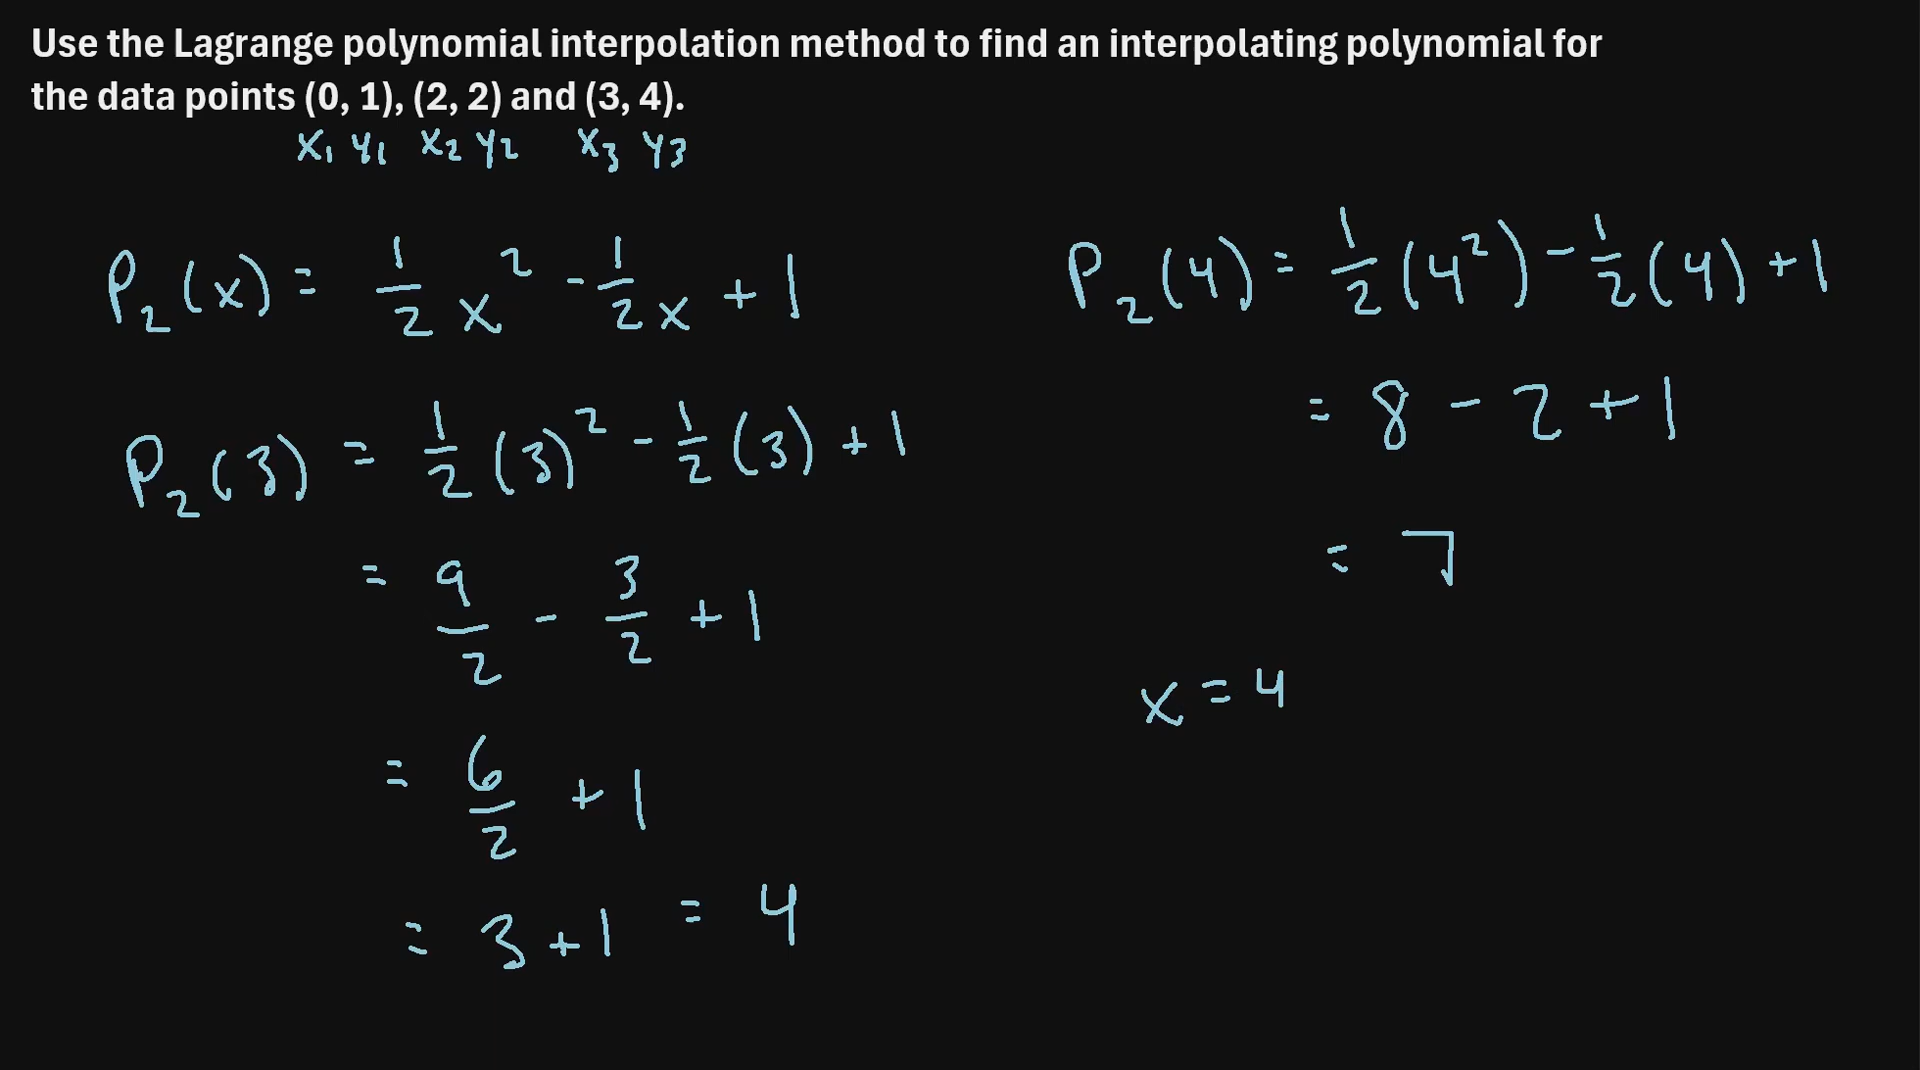 Use the Lagrange polynomial interpolation method to find an interpolating polynomial for
the data points (0, 1), (2, 2) and (3, 4).
x₁ y₁ x₂ y₂ x₃ y₃
P₂(x) = 1/2 x² - 1/2 x + 1
P₂(3) = 1/2 (3)² - 1/2 (3) + 1
= 9/2 - 3/2 + 1
= 6/2 + 1
= 3 + 1 = 4
P₂(4) = 1/2 (4²) - 1/2 (4) + 1
= 8 - 2 + 1
= 7
x = 4